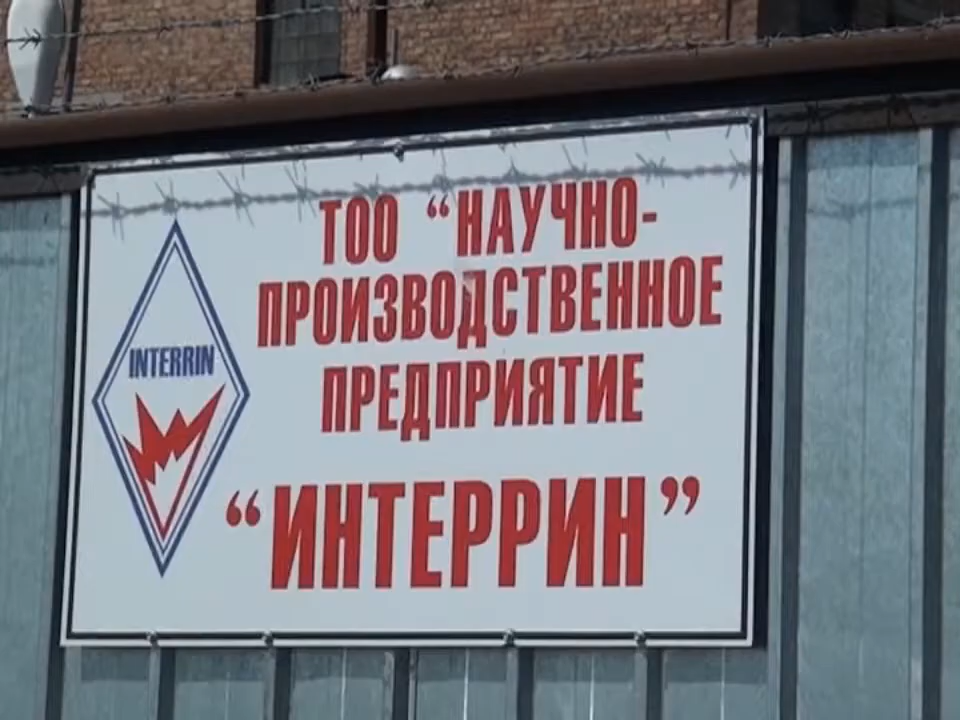 ТОО “НАУЧНО-
ПРОИЗВОДСТВЕННОЕ
ПРЕДПРИЯТИЕ
“ИНТЕРРИН”
INTERRIN